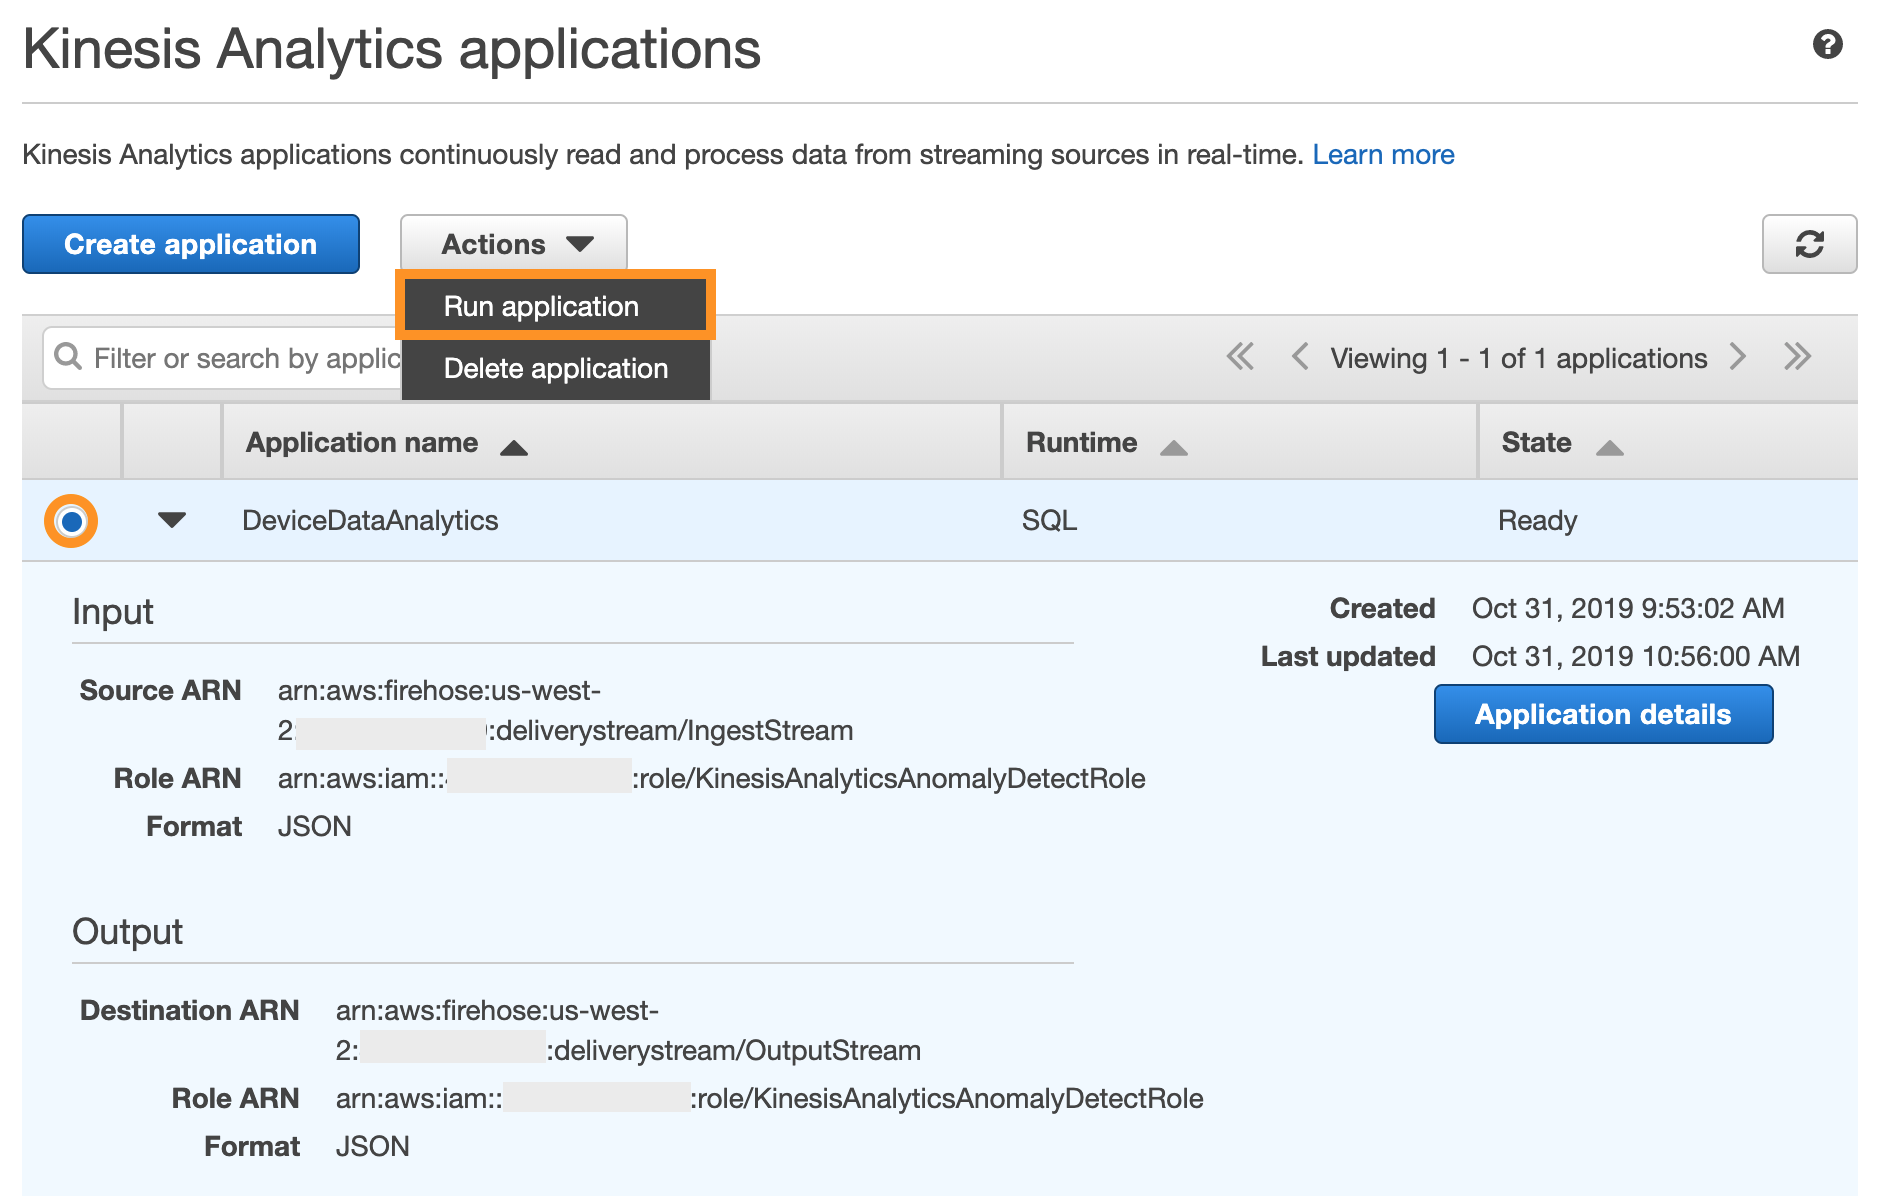 Kinesis Analytics applications
Kinesis Analytics applications continuously read and process data from streaming sources in real-time. Learn more
Create application
Actions
Run application
Delete application
Filter or search by applic
Viewing 1 - 1 of 1 applications
Application name
Runtime
State
DeviceDataAnalytics
SQL
Ready
Input
Created Oct 31, 2019 9:53:02 AM
Last updated Oct 31, 2019 10:56:00 AM
Application details
Source ARN arn:aws:firehose:us-west-
2: :deliverystream/IngestStream
Role ARN arn:aws:iam:: :role/KinesisAnalyticsAnomalyDetectRole
Format JSON
Output
Destination ARN arn:aws:firehose:us-west-
2: :deliverystream/OutputStream
Role ARN arn:aws:iam:: :role/KinesisAnalyticsAnomalyDetectRole
Format JSON